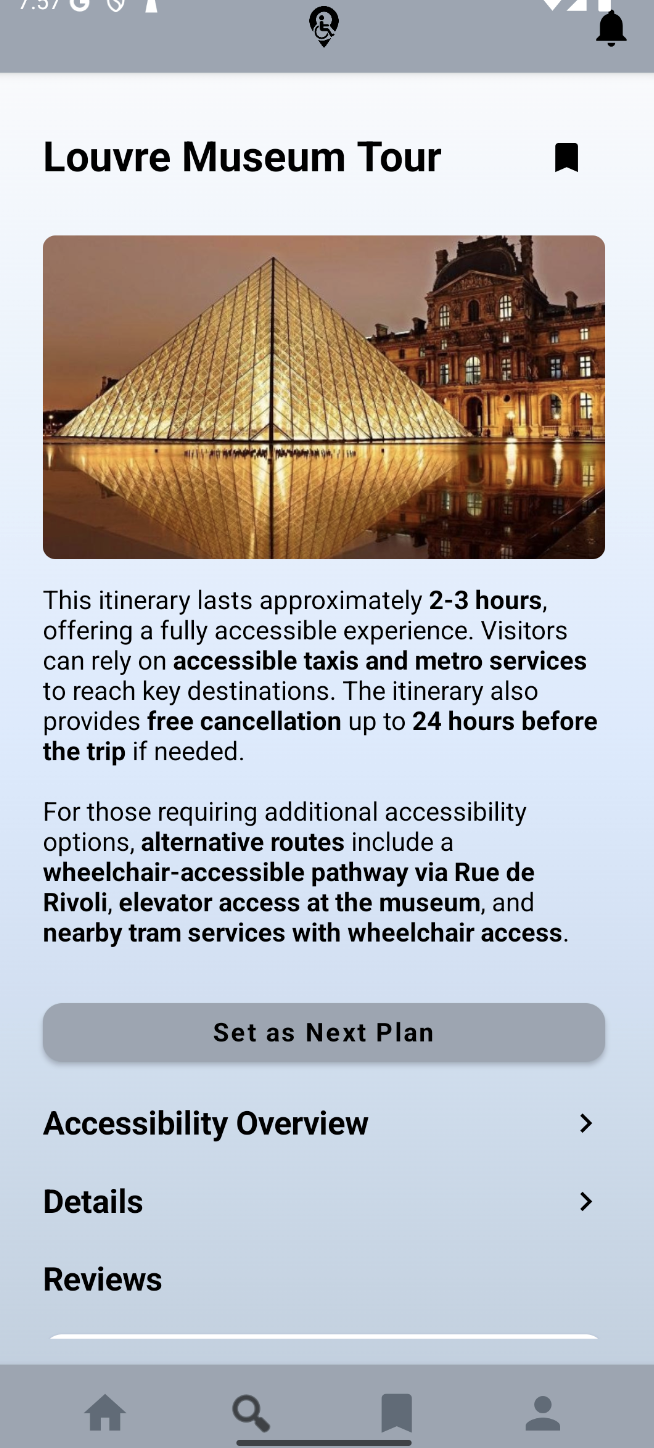 7:57
Louvre Museum Tour
This itinerary lasts approximately 2-3 hours,
offering a fully accessible experience. Visitors
can rely on accessible taxis and metro services
to reach key destinations. The itinerary also
provides free cancellation up to 24 hours before
the trip if needed.
For those requiring additional accessibility
options, alternative routes include a
wheelchair-accessible pathway via Rue de
Rivoli, elevator access at the museum, and
nearby tram services with wheelchair access.
Set as Next Plan
Accessibility Overview
Details
Reviews